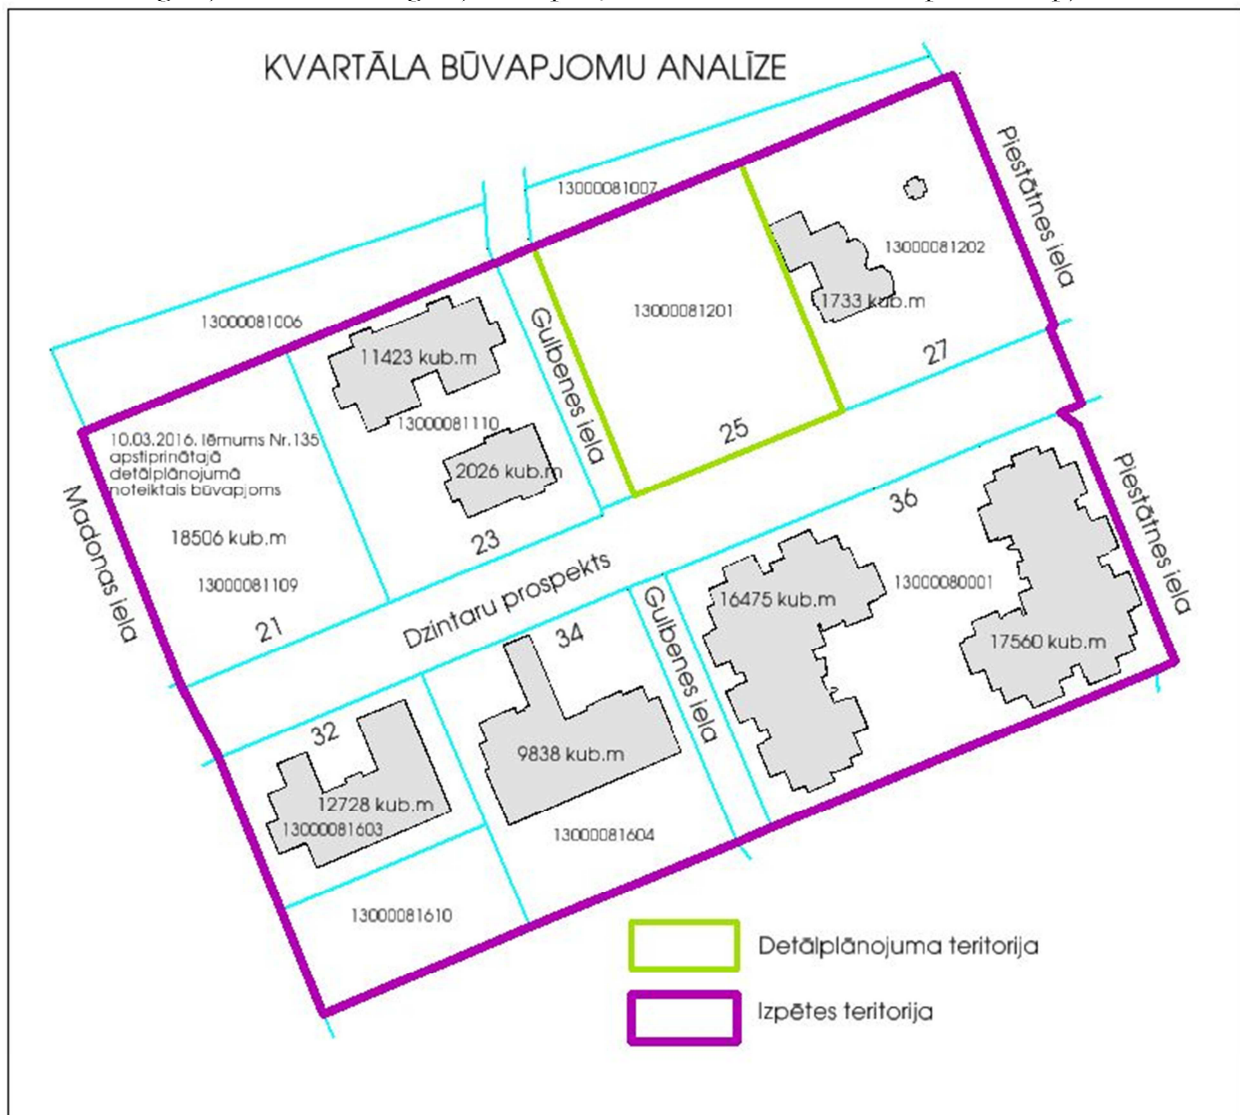 KVARTĀLA BŪVAPJOMU ANALĪZE
Piestātnes iela
13000081007
13000081202
1733 kub.m
13000081201
13000081006
11423 kub.m
Gulbenes iela
27
13000081110
25
10.03.2016. lēmums Nr.135
apstiprinātajā
detālplānojumā
noteiktais būvapjoms
2026 kub.m
Madonas iela
18506 kub.m
23
36
Piestātnes iela
13000081109
21
Dzintaru prospekts
13000080001
16475 kub.m
Gulbenes iela
34
17560 kub.m
32
9838 kub.m
12728 kub.m
13000081603
13000081604
13000081610
Detālplānojuma teritorija
Izpētes teritorija